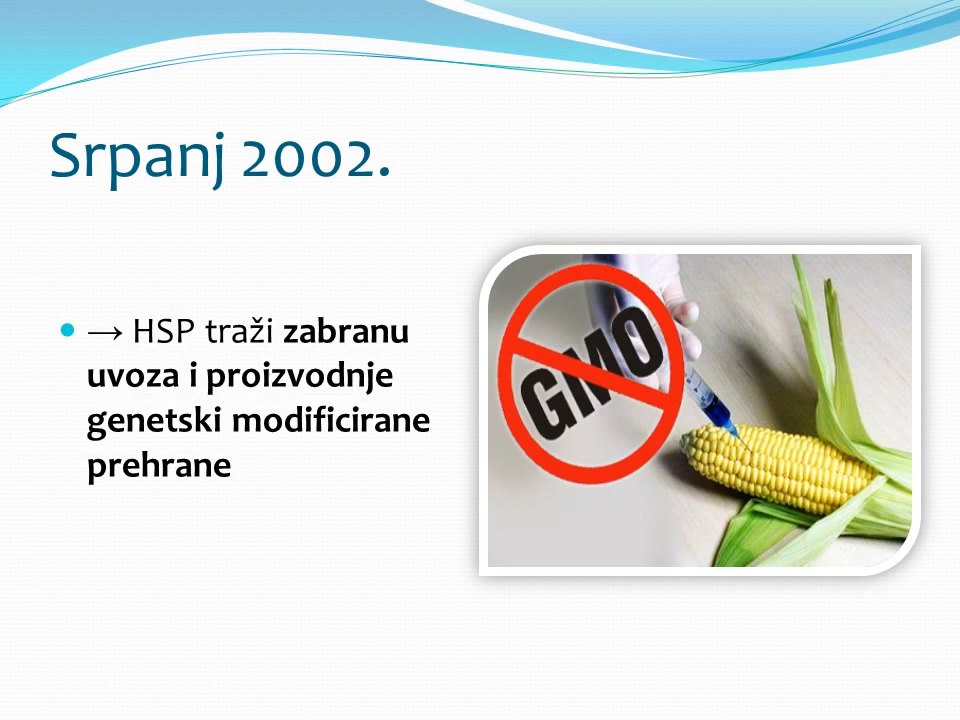 Srpanj 2002.
→ HSP traži zabranu
uvoza i proizvodnje
genetski modificirane
prehrane
GMO